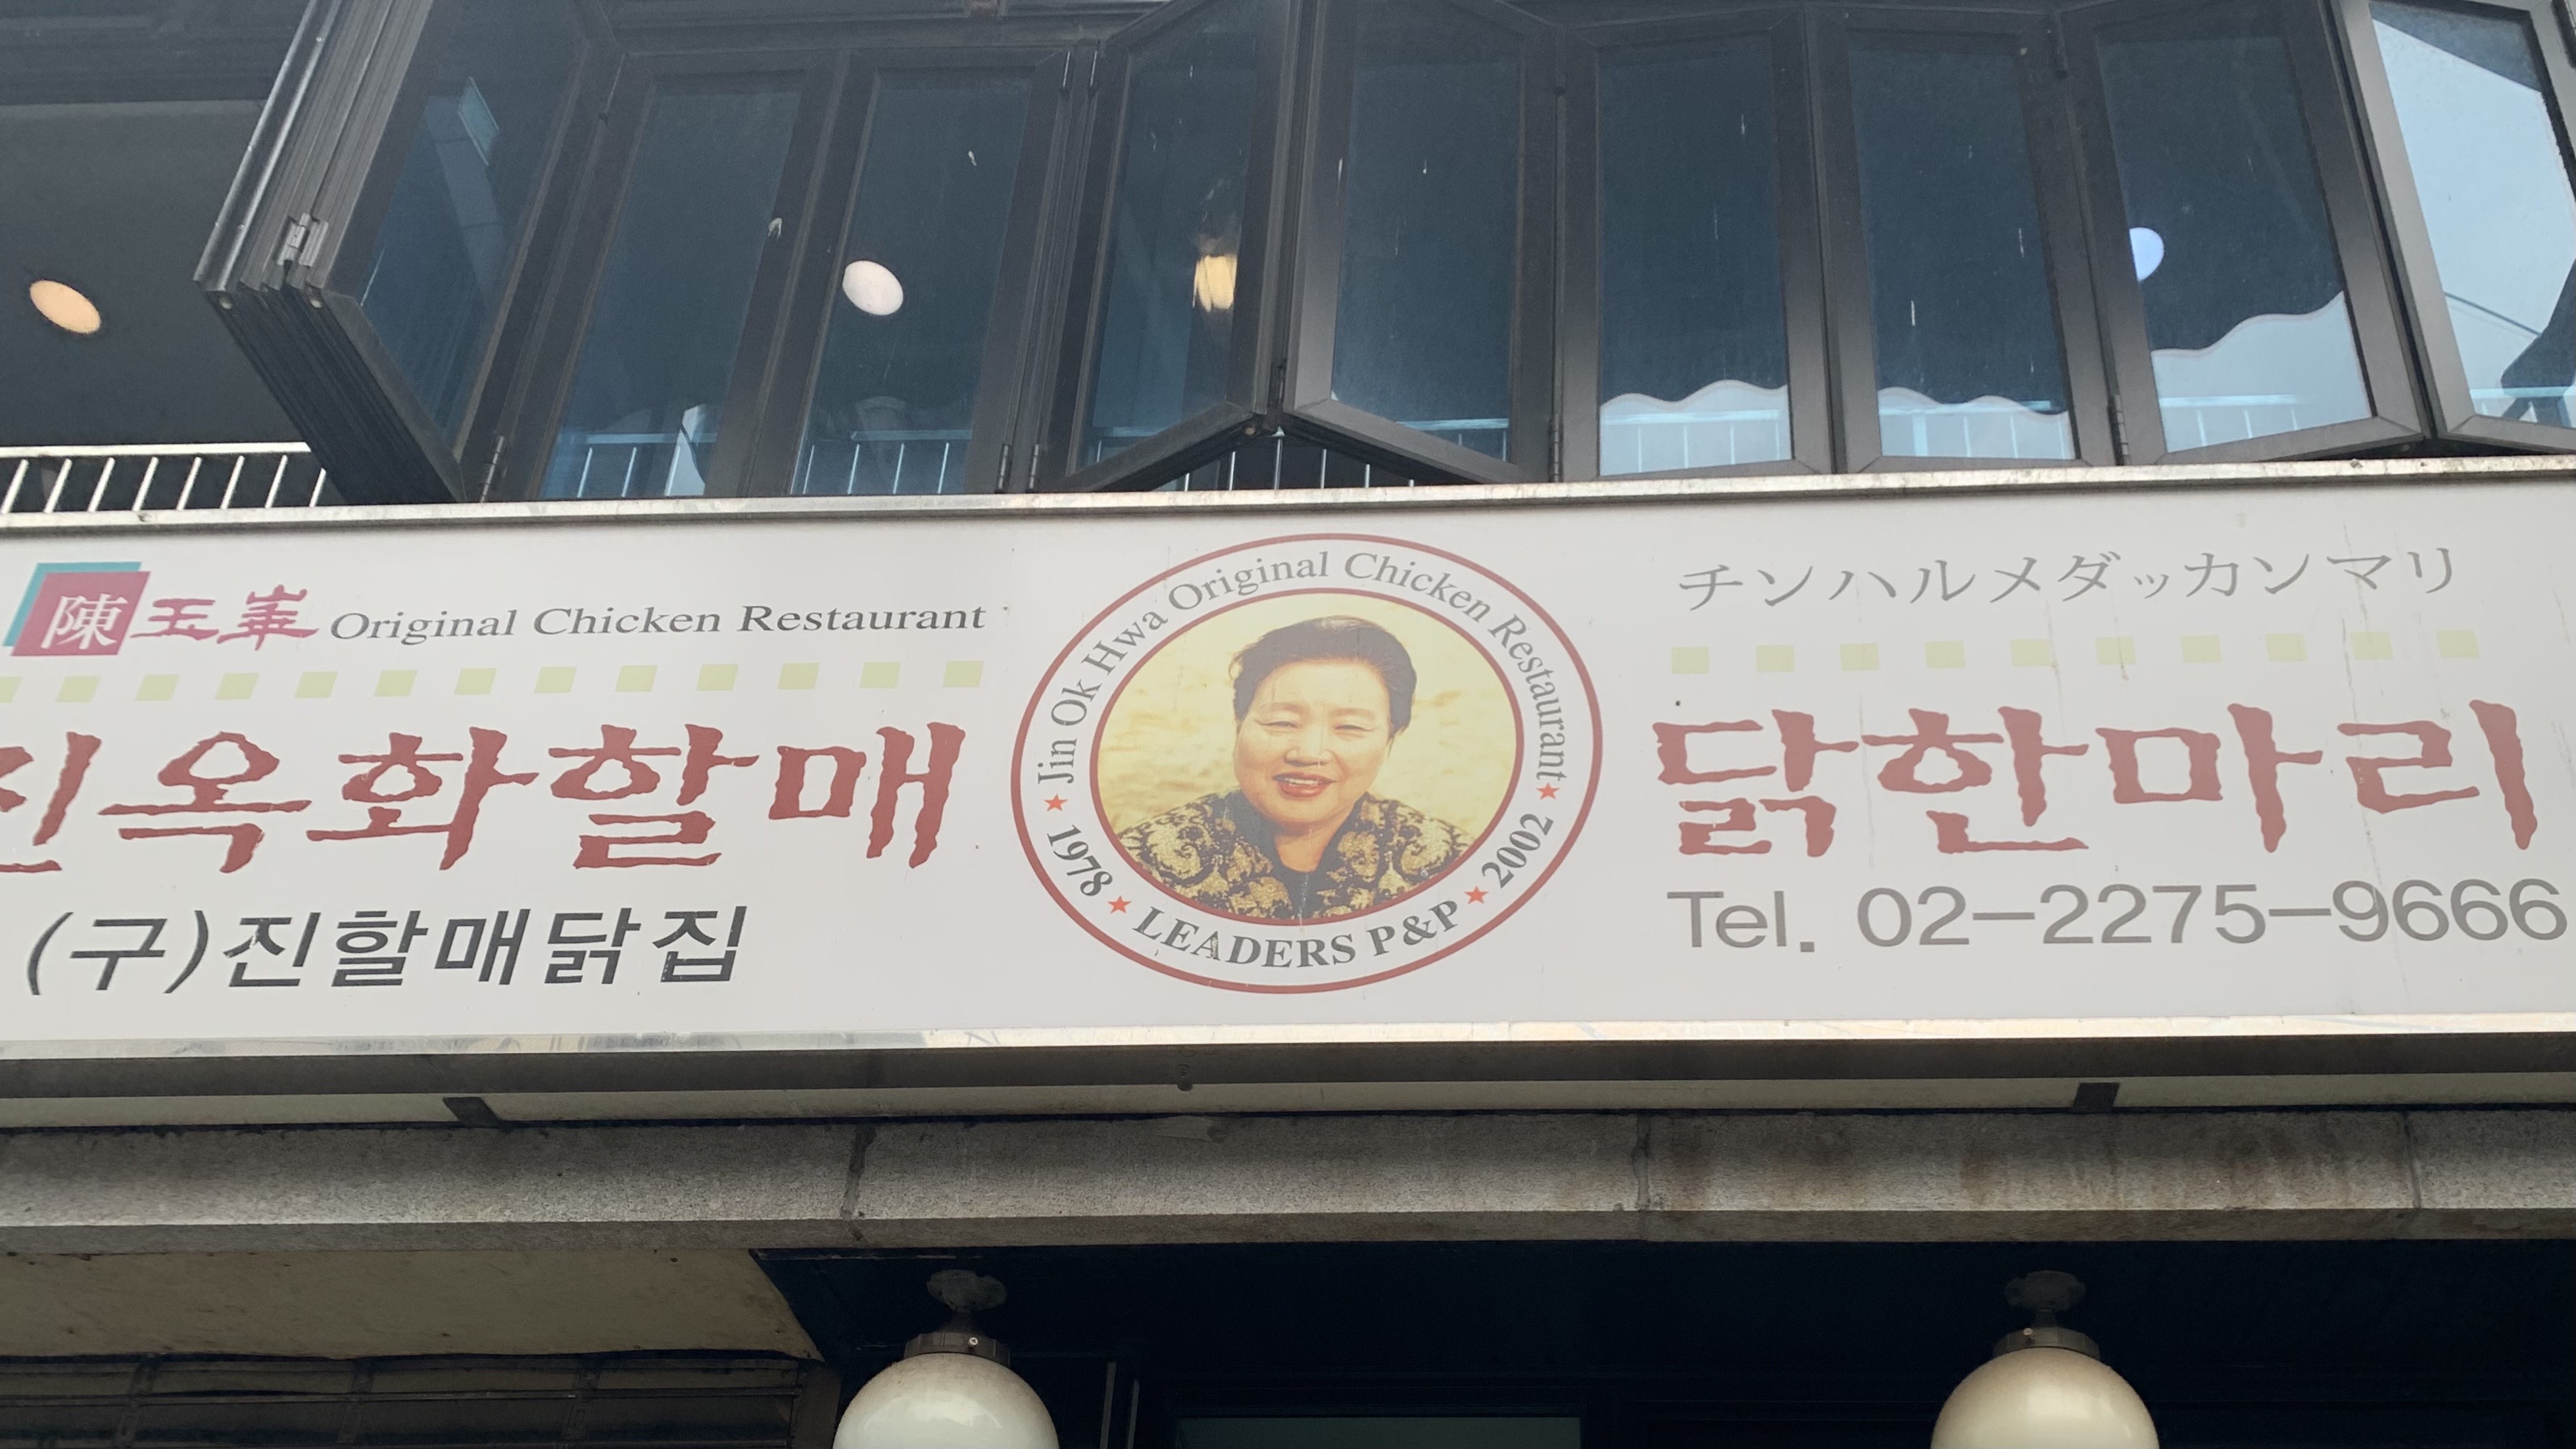 陳玉華 Original Chicken Restaurant
진옥화할매
(구)진할매닭집
Jin Ok Hwa Original Chicken Restaurant
1978 ★ LEADERS P&P ★ 2002
チンハルメダッカンマリ
닭한마리
Tel. 02-2275-9666